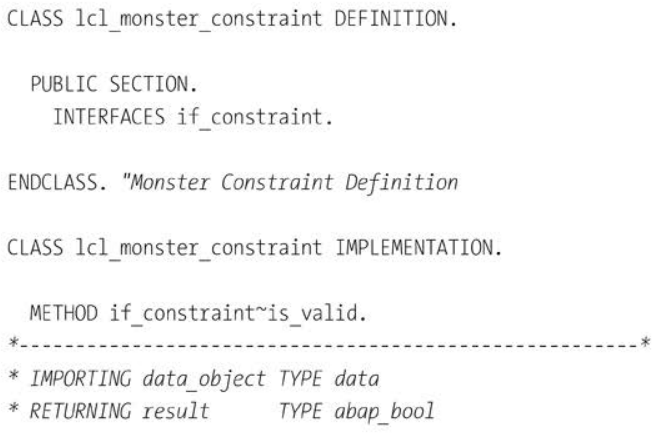 CLASS lcl_monster_constraint DEFINITION.
PUBLIC SECTION.
INTERFACES if_constraint.
ENDCLASS. "Monster Constraint Definition
CLASS lcl_monster_constraint IMPLEMENTATION.
METHOD if_constraint~is_valid.
*-------------------------------------------------------*
* IMPORTING data_object TYPE data
* RETURNING result TYPE abap_bool